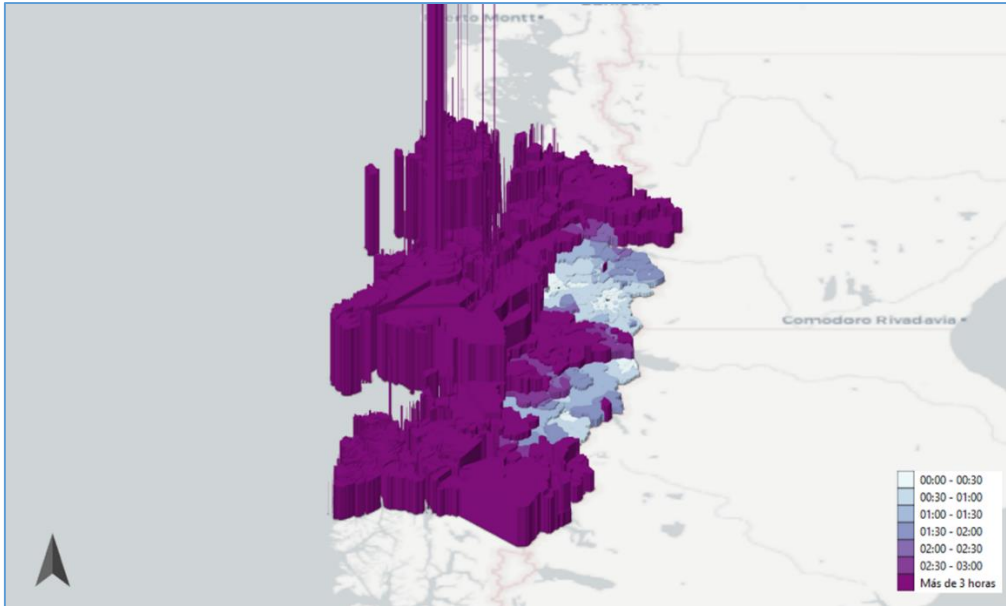 erto Montt
Comodoro Rivadavia
00:00 - 00:30
00:30 - 01:00
01:00 - 01:30
01:30 - 02:00
02:00 - 02:30
02:30 - 03:00
Más de 3 horas